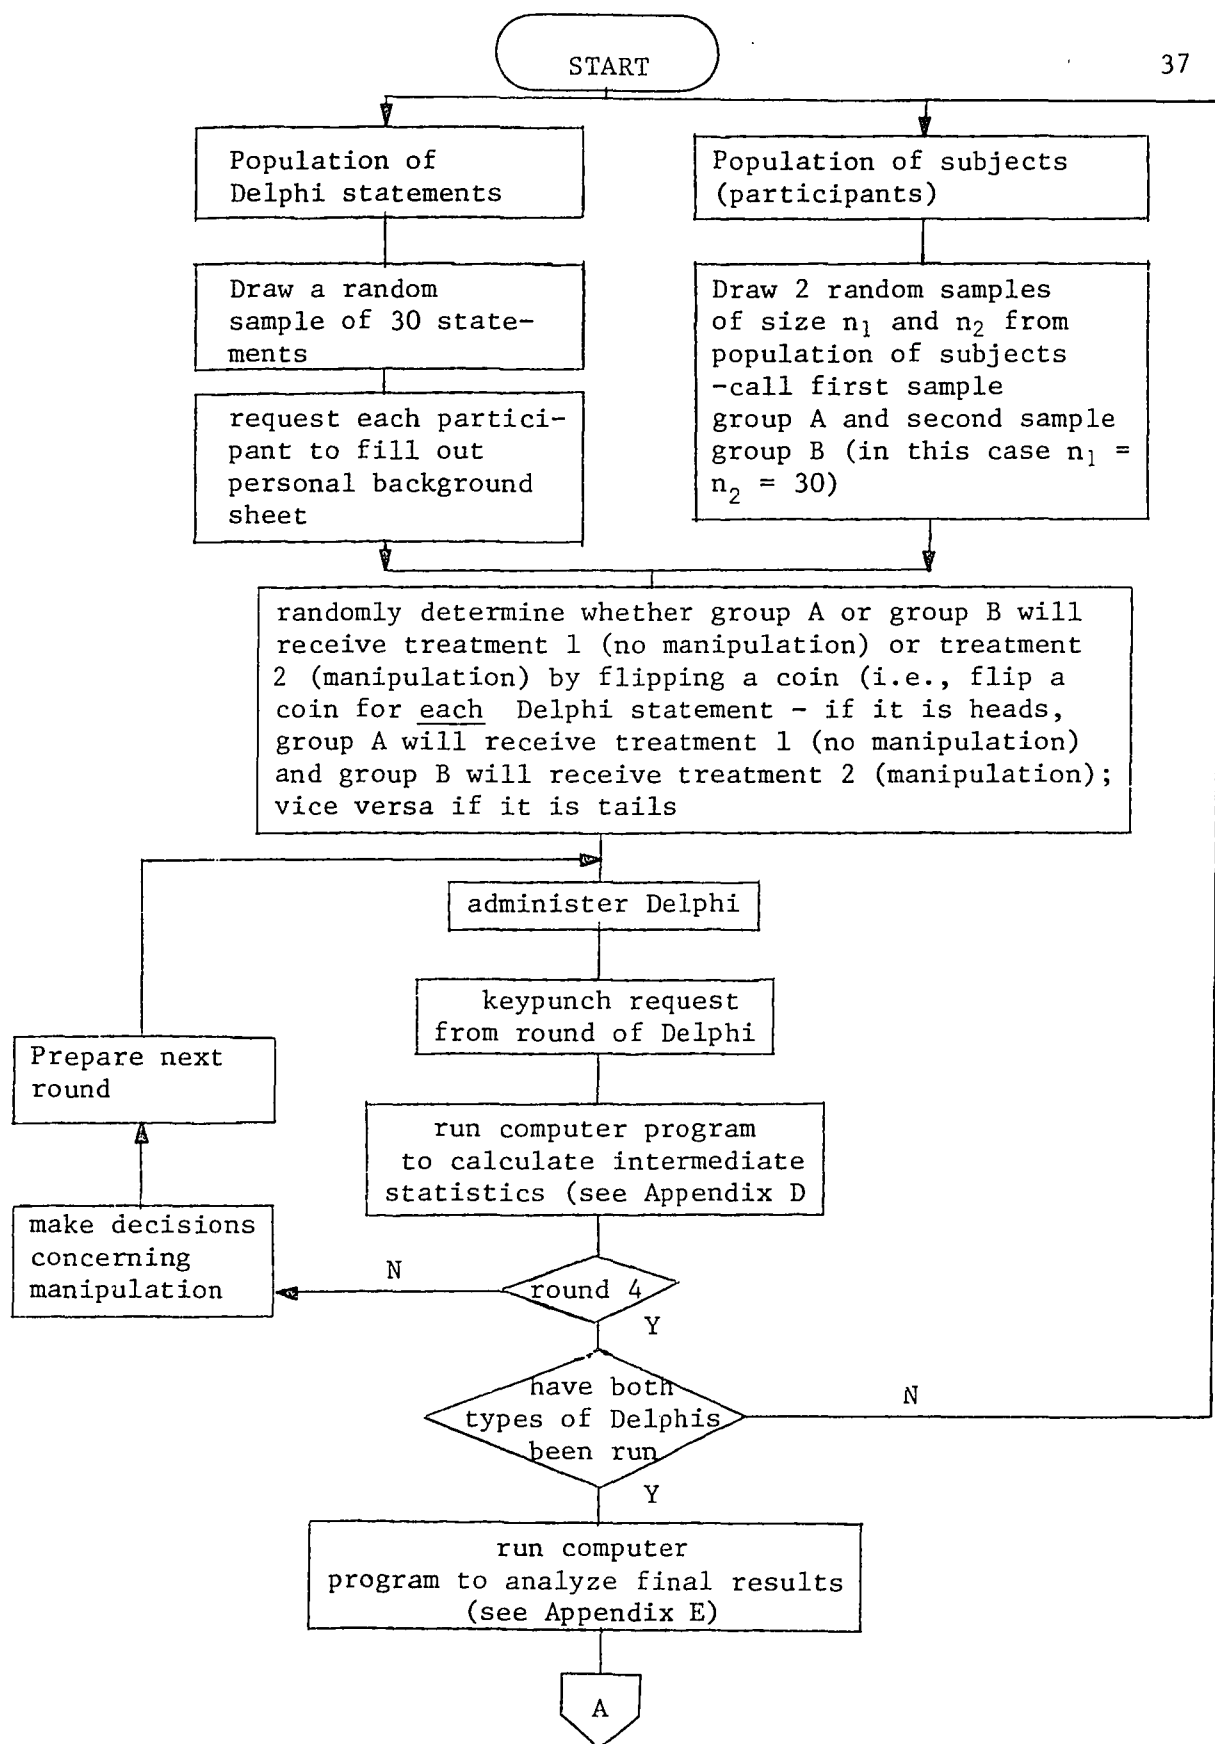 37
START
Population of
Delphi statements
Population of subjects
(participants)
Draw a random
sample of 30 state-
ments
Draw 2 random samples
of size n₁ and n₂ from
population of subjects
-call first sample
group A and second sample
group B (in this case n₁ =
n₂ = 30)
request each partici-
pant to fill out
personal background
sheet
randomly determine whether group A or group B will
receive treatment 1 (no manipulation) or treatment
2 (manipulation) by flipping a coin (i.e., flip a
coin for each Delphi statement - if it is heads,
group A will receive treatment 1 (no manipulation)
and group B will receive treatment 2 (manipulation);
vice versa if it is tails
administer Delphi
keypunch request
from round of Delphi
Prepare next
round
run computer program
to calculate intermediate
statistics (see Appendix D
make decisions
concerning
manipulation
N
round 4
Y
have both
types of Delphis
been run
N
Y
run computer
program to analyze final results
(see Appendix E)
A